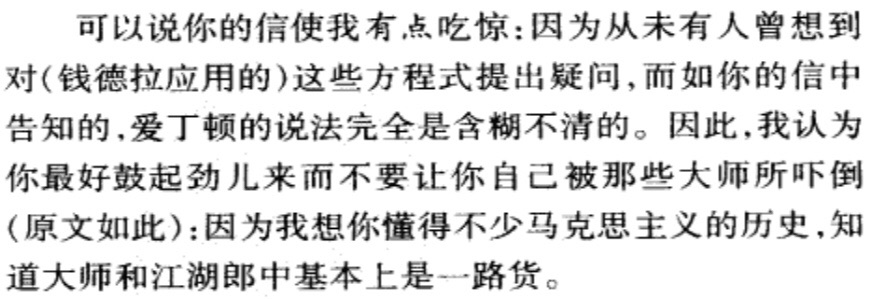 可以说你的信使我有点吃惊:因为从未有人曾想到
对(钱德拉应用的)这些方程式提出疑问,而如你的信中
告知的,爱丁顿的说法完全是含糊不清的。因此,我认为
你最好鼓起劲儿来而不要让你自己被那些大师所吓倒
(原文如此):因为我想你懂得不少马克思主义的历史,知
道大师和江湖郎中基本上是一路货。